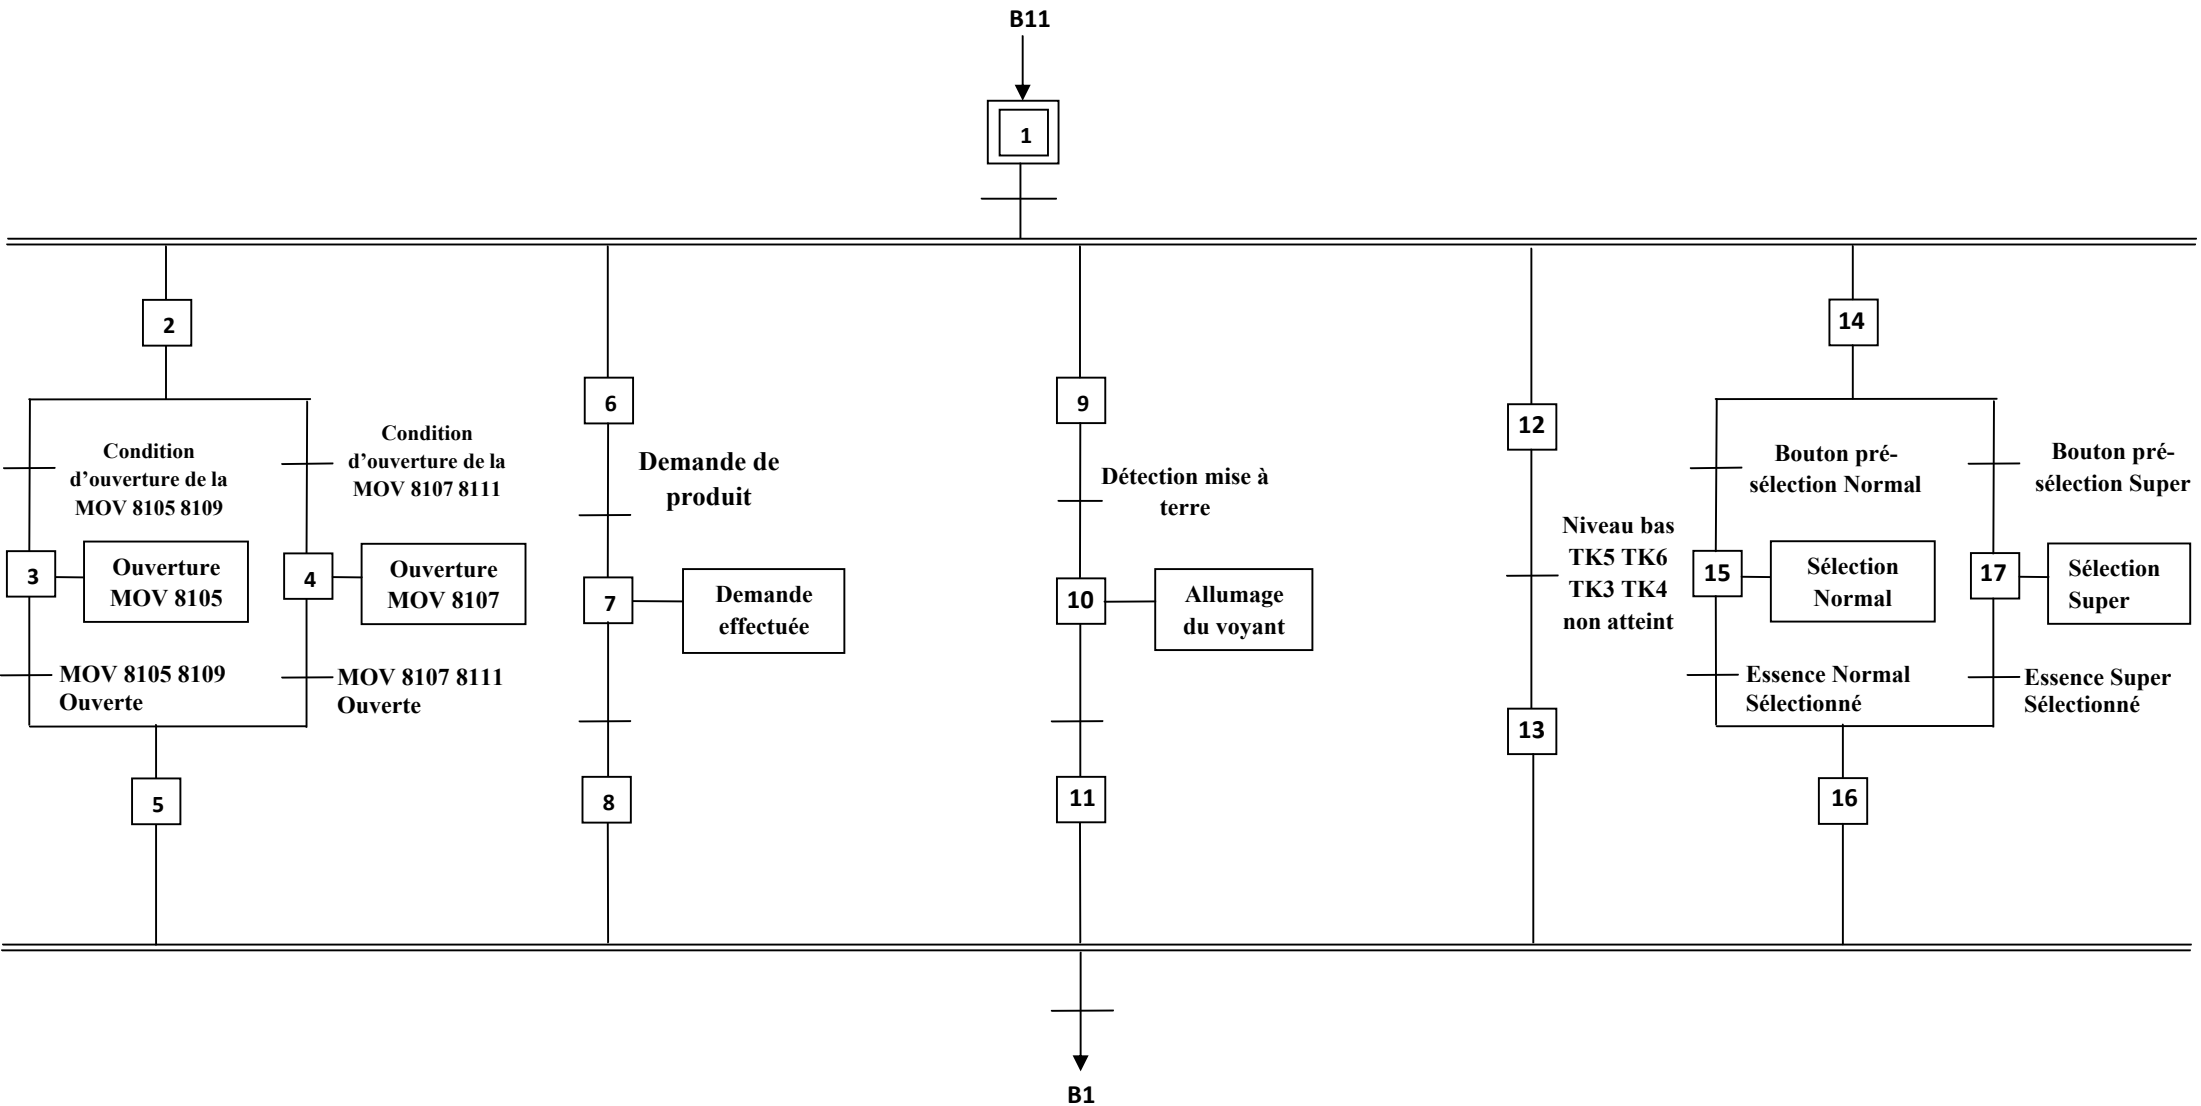 B11
1
2
Condition
d'ouverture de la
MOV 8105 8109
Condition
d'ouverture de la
MOV 8107 8111
3
Ouverture
MOV 8105
4
Ouverture
MOV 8107
MOV 8105 8109
Ouverte
MOV 8107 8111
Ouverte
5
6
Demande de
produit
7
Demande
effectuée
8
9
Détection mise à
terre
10
Allumage
du voyant
11
12
Niveau bas
TK5 TK6
TK3 TK4
non atteint
13
14
Bouton pré-
sélection Normal
Bouton pré-
sélection Super
15
Sélection
Normal
17
Sélection
Super
Essence Normal
Sélectionné
Essence Super
Sélectionné
16
B1